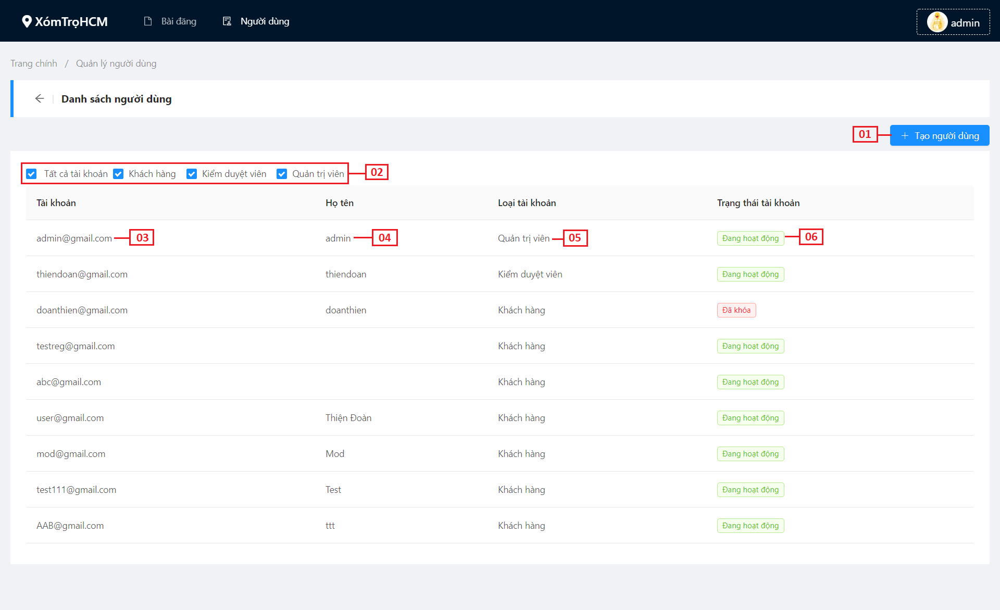 XómTrọHCM Bài đăng Người dùng admin
Trang chính / Quản lý người dùng
Danh sách người dùng
01 + Tạo người dùng
Tất cả tài khoản Khách hàng Kiểm duyệt viên Quản trị viên 02
Tài khoản Họ tên Loại tài khoản Trạng thái tài khoản
admin@gmail.com 03 admin 04 Quản trị viên 05 Đang hoạt động 06
thiendoan@gmail.com thiendoan Kiểm duyệt viên Đang hoạt động
doanthien@gmail.com doanthien Khách hàng Đã khóa
testreg@gmail.com Khách hàng Đang hoạt động
abc@gmail.com Khách hàng Đang hoạt động
user@gmail.com Thiện Đoàn Khách hàng Đang hoạt động
mod@gmail.com Mod Khách hàng Đang hoạt động
test111@gmail.com Test Khách hàng Đang hoạt động
AAB@gmail.com ttt Khách hàng Đang hoạt động